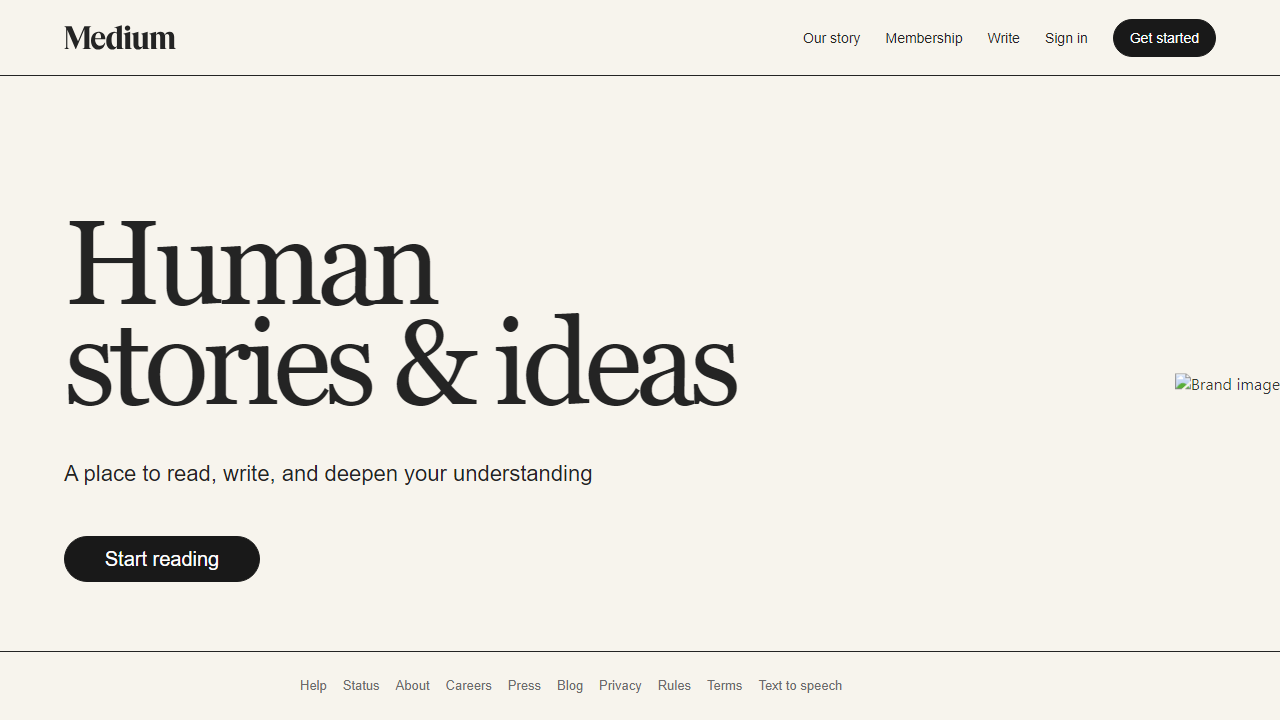 Medium
Our story Membership Write Sign in Get started
Human
stories & ideas
Brand image
A place to read, write, and deepen your understanding
Start reading
Help Status About Careers Press Blog Privacy Rules Terms Text to speech